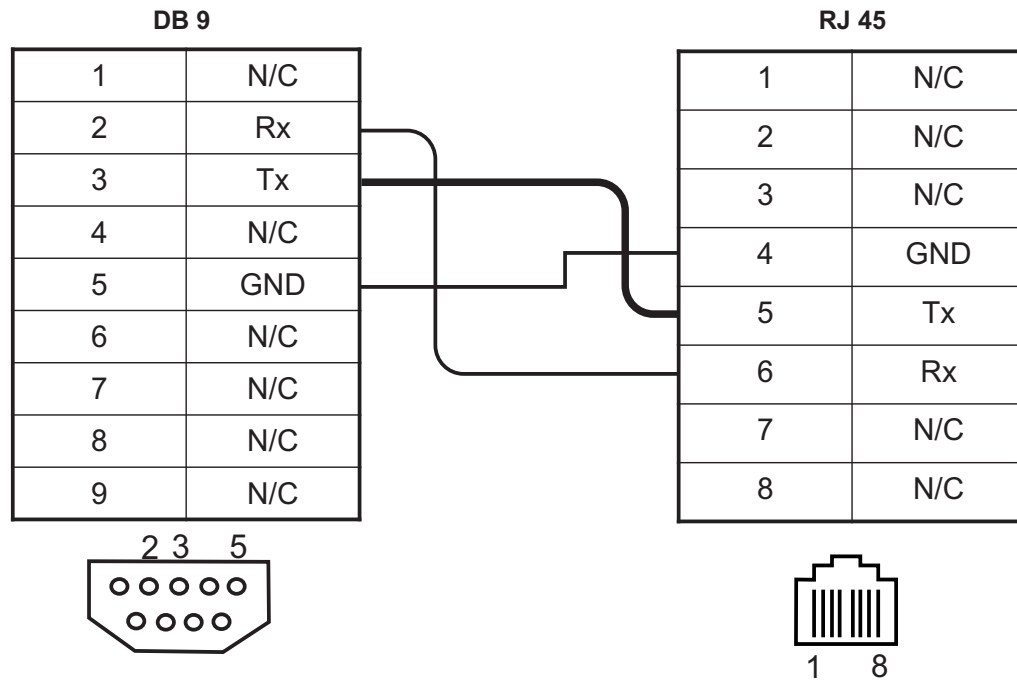 DB 9
1 N/C
2 Rx
3 Tx
4 N/C
5 GND
6 N/C
7 N/C
8 N/C
9 N/C
2 3 5
RJ 45
1 N/C
2 N/C
3 N/C
4 GND
5 Tx
6 Rx
7 N/C
8 N/C
1 8